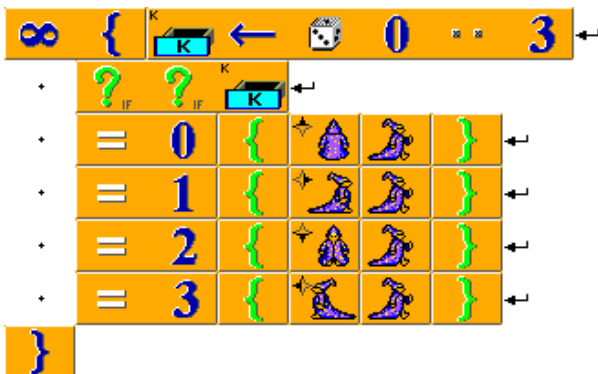 ∞ { K K ← 0 .. 3 ↵
? IF ? IF K K ↵
= 0 { } ↵
= 1 { } ↵
= 2 { } ↵
= 3 { } ↵
}